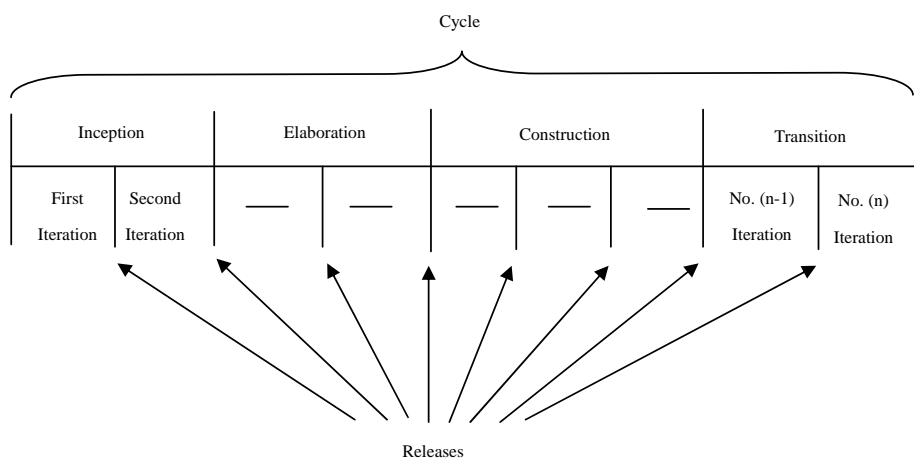 Cycle
Inception
Elaboration
Construction
Transition
First
Iteration
Second
Iteration
No. (n-1)
Iteration
No. (n)
Iteration
Releases